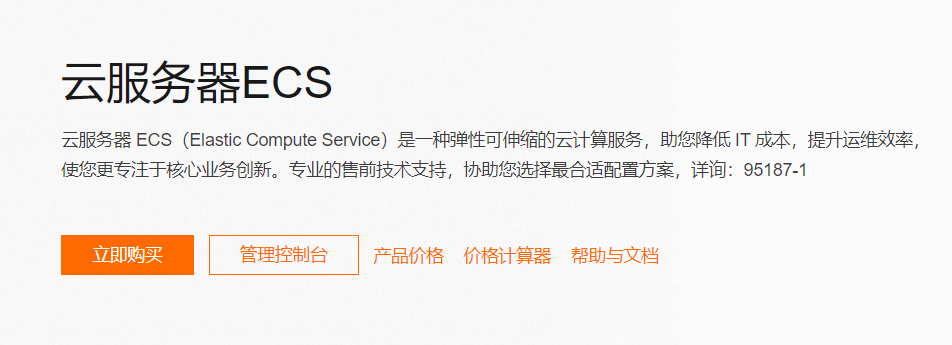 云服务器ECS
云服务器 ECS（Elastic Compute Service）是一种弹性可伸缩的云计算服务，助您降低 IT 成本，提升运维效率，
使您更专注于核心业务创新。专业的售前技术支持，协助您选择最合适配置方案，详询：95187-1
立即购买 管理控制台 产品价格 价格计算器 帮助与文档